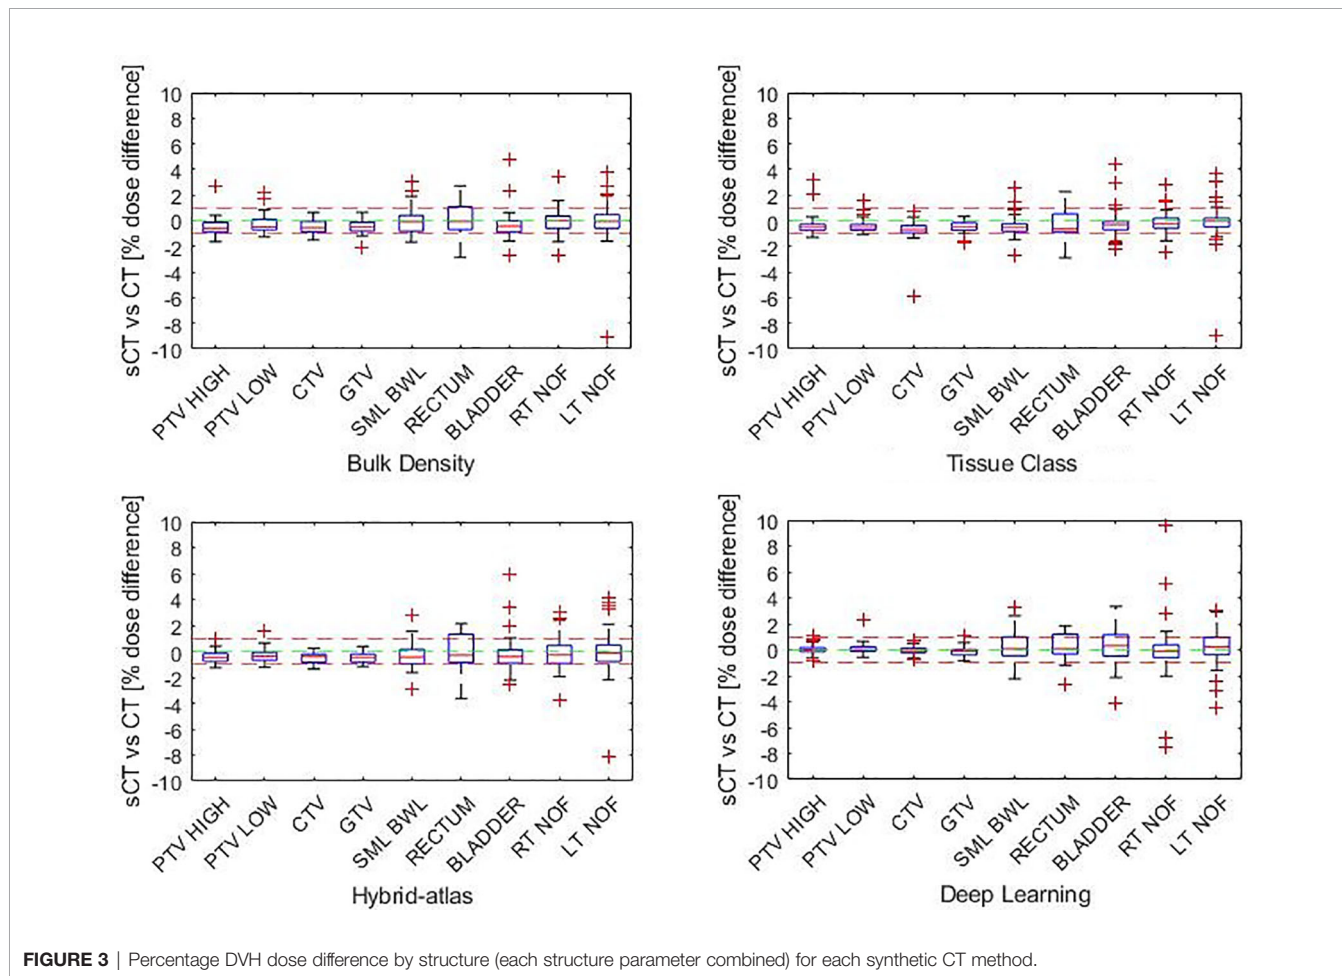 sCT vs CT [% dose difference]
10
8
6
4
2
0
-2
-4
-6
-8
-10
PTV HIGH
PTV LOW
CTV
GTV
SML BWL
RECTUM
BLADDER
RT NOF
LT NOF
Bulk Density
sCT vs CT [% dose difference]
10
8
6
4
2
0
-2
-4
-6
-8
-10
PTV HIGH
PTV LOW
CTV
GTV
SML BWL
RECTUM
BLADDER
RT NOF
LT NOF
Tissue Class
sCT vs CT [% dose difference]
10
8
6
4
2
0
-2
-4
-6
-8
-10
PTV HIGH
PTV LOW
CTV
GTV
SML BWL
RECTUM
BLADDER
RT NOF
LT NOF
Hybrid-atlas
sCT vs CT [% dose difference]
10
8
6
4
2
0
-2
-4
-6
-8
-10
PTV HIGH
PTV LOW
CTV
GTV
SML BWL
RECTUM
BLADDER
RT NOF
LT NOF
Deep Learning
FIGURE 3 | Percentage DVH dose difference by structure (each structure parameter combined) for each synthetic CT method.